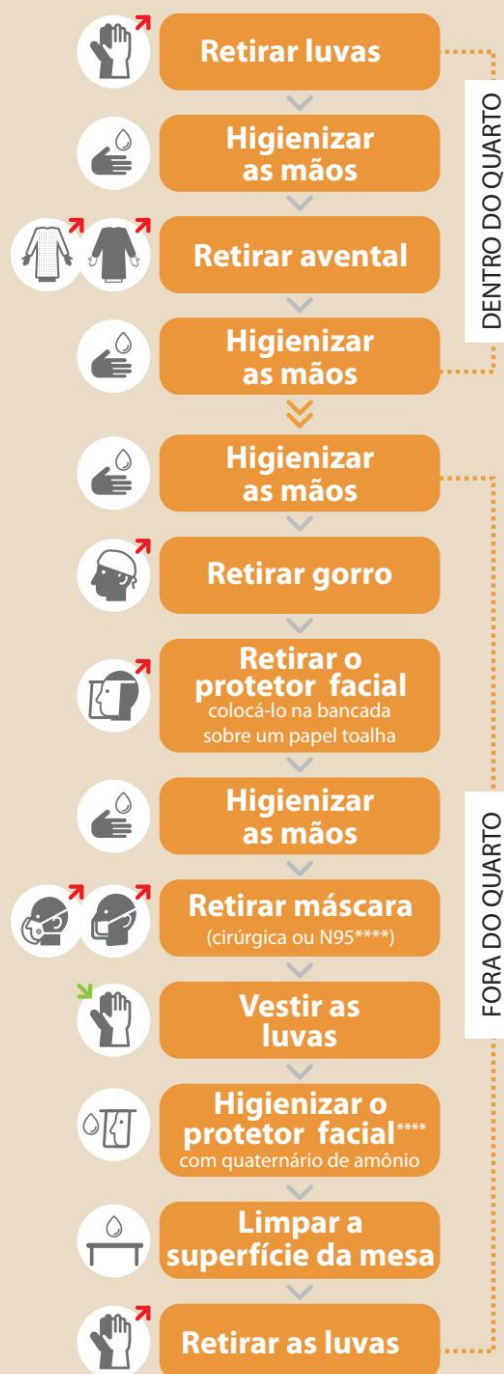 Retirar luvas
Higienizar
as mãos
Retirar avental
Higienizar
as mãos
DENTRO DO QUARTO
Higienizar
as mãos
Retirar gorro
Retirar o
protetor facial
colocá-lo na bancada
sobre um papel toalha
Higienizar
as mãos
Retirar máscara
(cirúrgica ou N95****)
Vestir as
luvas
Higienizar o
protetor facial****
com quaternário de amônio
Limpar a
superfície da mesa
Retirar as luvas
FORA DO QUARTO